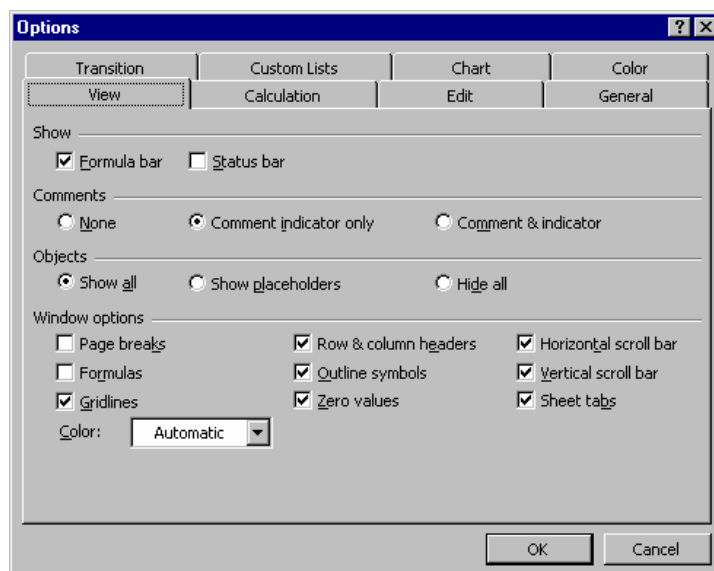 Options
Transition Custom Lists Chart Color
View Calculation Edit General
Show
Formula bar Status bar
Comments
None Comment indicator only Comment & indicator
Objects
Show all Show placeholders Hide all
Window options
Page breaks Row & column headers Horizontal scroll bar
Formulas Outline symbols Vertical scroll bar
Gridlines Zero values Sheet tabs
Color: Automatic
OK Cancel